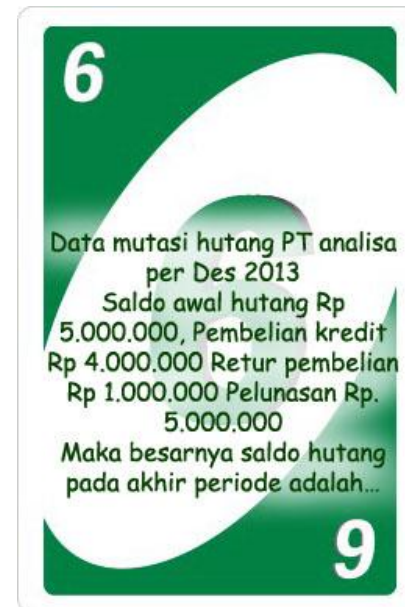 6
Data mutasi hutang PT analisa
per Des 2013
Saldo awal hutang Rp
5.000.000, Pembelian kredit
Rp 4.000.000 Retur pembelian
Rp 1.000.000 Pelunasan Rp.
5.000.000
Maka besarnya saldo hutang
pada akhir periode adalah...
6